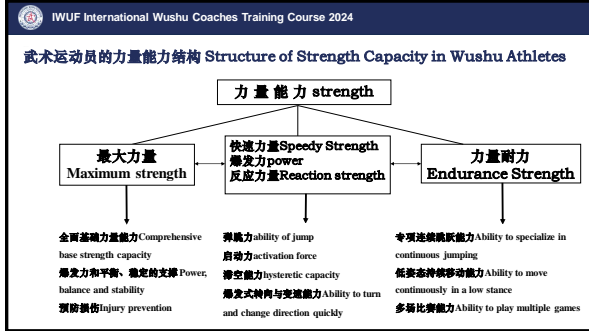 IWUF International Wushu Coaches Training Course 2024
武术运动员的力量能力结构 Structure of Strength Capacity in Wushu Athletes
力量能力 strength
最大力量
Maximum strength
快速力量Speedy Strength
爆发力power
反应力量Reaction strength
力量耐力
Endurance Strength
全面基础力量能力Comprehensive
base strength capacity
爆发力和平衡、稳定的支撑Power,
balance and stability
预防损伤Injury prevention
弹跳力ability of jump
启动力activation force
滞空能力hysteretic capacity
爆发式转向与变速能力Ability to turn
and change direction quickly
专项连续跳跃能力Ability to specialize in
continuous jumping
低姿态持续移动能力Ability to move
continuously in a low stance
多场比赛能力Ability to play multiple games